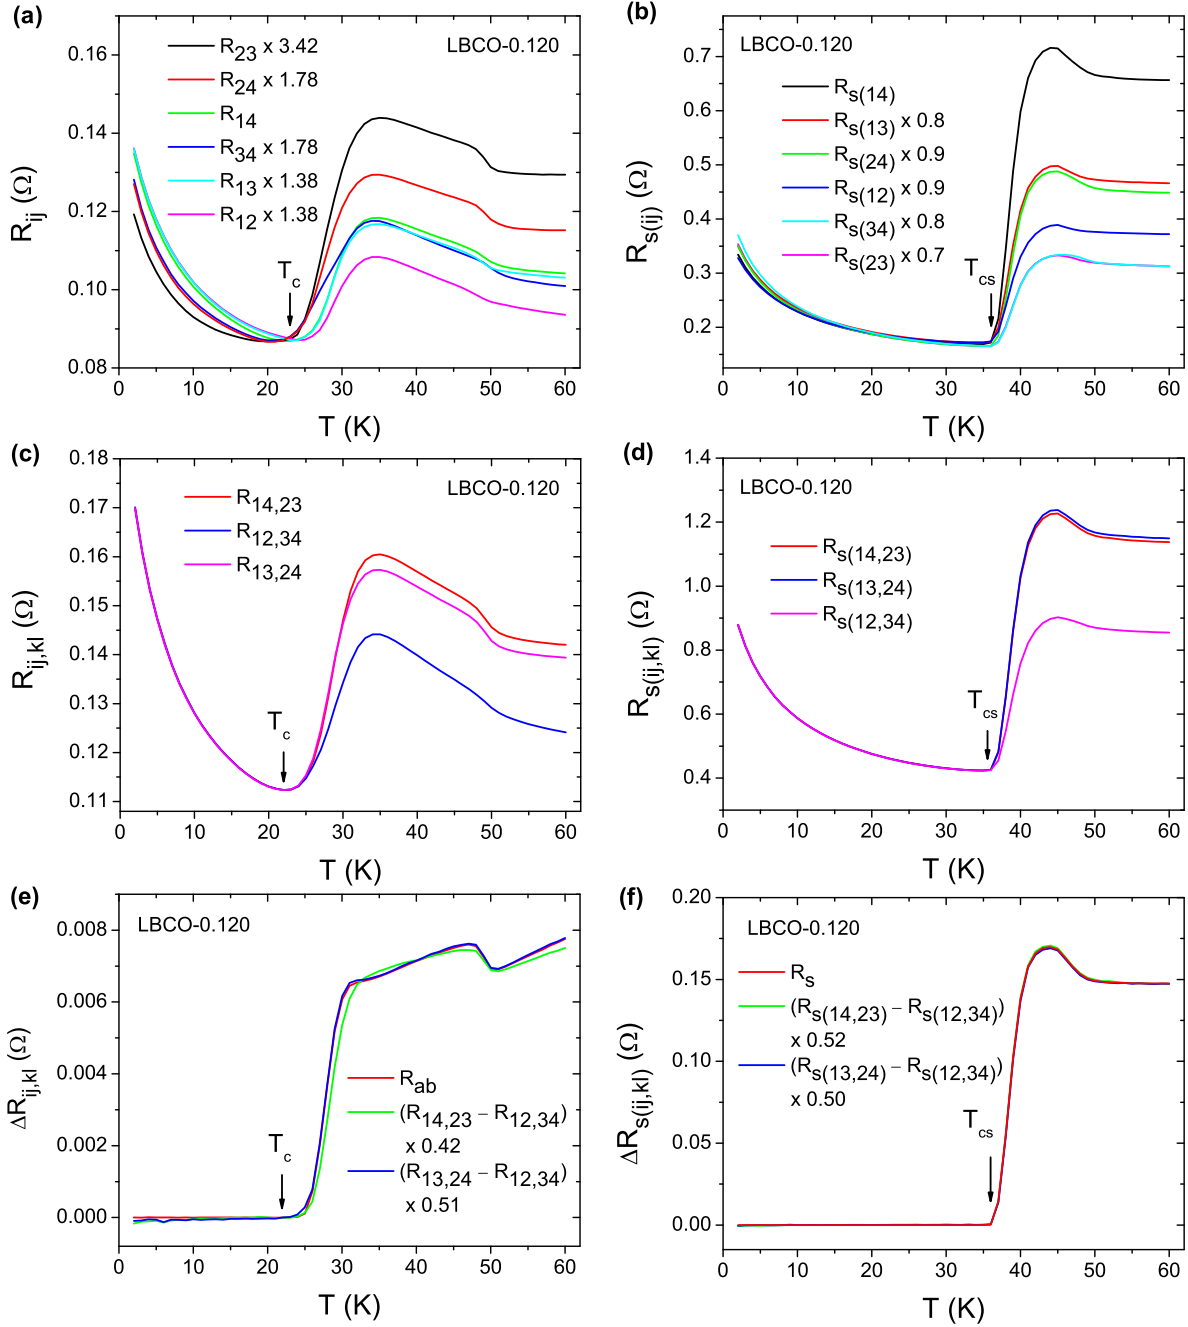 (a)
LBCO-0.120
R23 x 3.42
R24 x 1.78
R14
R34 x 1.78
R13 x 1.38
R12 x 1.38
Tc
Rij (Ω)
0.16
0.14
0.12
0.10
0.08
0 10 20 30 40 50 60
T (K)
(b)
LBCO-0.120
Rs(14)
Rs(13) x 0.8
Rs(24) x 0.9
Rs(12) x 0.9
Rs(34) x 0.8
Rs(23) x 0.7
Tcs
Rs(ij) (Ω)
0.7
0.6
0.5
0.4
0.3
0.2
0 10 20 30 40 50 60
T (K)
(c)
LBCO-0.120
R14,23
R12,34
R13,24
Tc
Rij,kl (Ω)
0.18
0.17
0.16
0.15
0.14
0.13
0.12
0.11
0 10 20 30 40 50 60
T (K)
(d)
LBCO-0.120
Rs(14,23)
Rs(13,24)
Rs(12,34)
Tcs
Rs(ij,kl) (Ω)
1.4
1.2
1.0
0.8
0.6
0.4
0 10 20 30 40 50 60
T (K)
(e)
LBCO-0.120
Rab
(R14,23 − R12,34)
x 0.42
(R13,24 − R12,34)
x 0.51
Tc
ΔRij,kl (Ω)
0.008
0.006
0.004
0.002
0.000
0 10 20 30 40 50 60
T (K)
(f)
LBCO-0.120
Rs
(Rs(14,23) − Rs(12,34))
x 0.52
(Rs(13,24) − Rs(12,34))
x 0.50
Tcs
ΔRs(ij,kl) (Ω)
0.20
0.15
0.10
0.05
0.00
0 10 20 30 40 50 60
T (K)